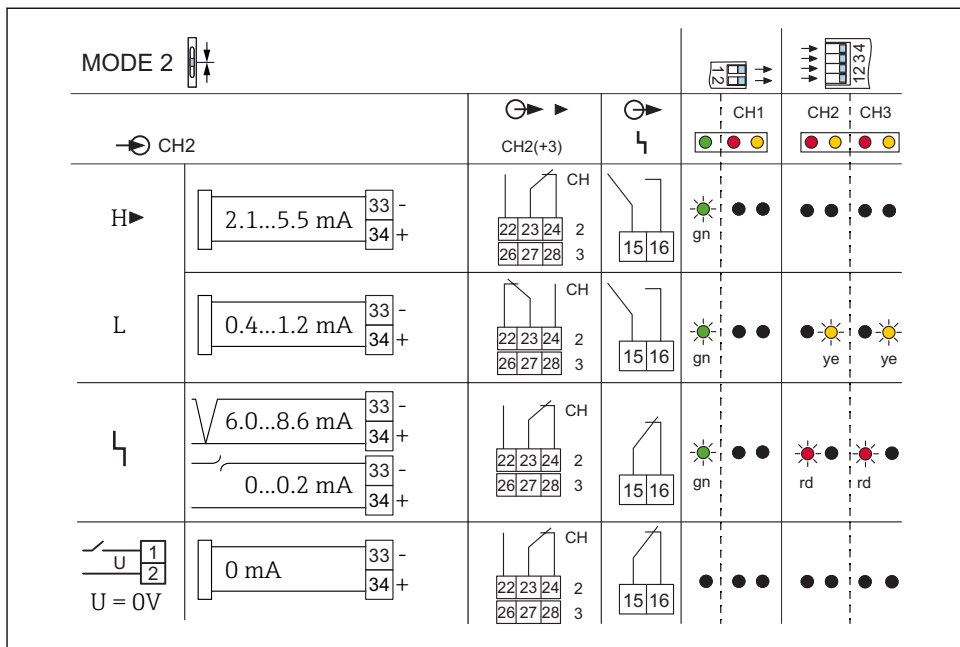 MODE 2
1 2
1 2 3 4
CH2
CH2(+3)
CH1
CH2 CH3
H
2.1...5.5 mA
33 -
34 +
CH
22 23 24 2
26 27 28 3
15 16
gn
L
0.4...1.2 mA
33 -
34 +
CH
22 23 24 2
26 27 28 3
15 16
gn
ye
ye
6.0...8.6 mA
33 -
34 +
0...0.2 mA
33 -
34 +
CH
22 23 24 2
26 27 28 3
15 16
gn
rd
rd
U
1
2
U = 0V
0 mA
33 -
34 +
CH
22 23 24 2
26 27 28 3
15 16